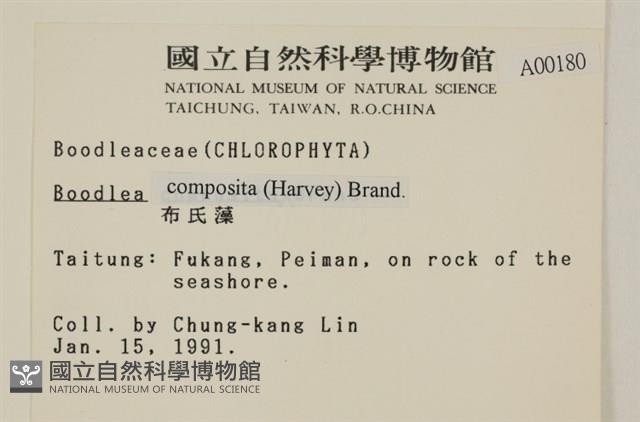 國立自然科學博物館
A00180
NATIONAL MUSEUM OF NATURAL SCIENCE
TAICHUNG, TAIWAN, R.O.CHINA
Boodleaceae(CHLOROPHYTA)
Boodlea composita (Harvey) Brand.
布氏藻
Taitung: Fukang, Peiman, on rock of the
seashore.
Coll. by Chung-kang Lin
Jan. 15, 1991.
國立自然科學博物館
NATIONAL MUSEUM OF NATURAL SCIENCE